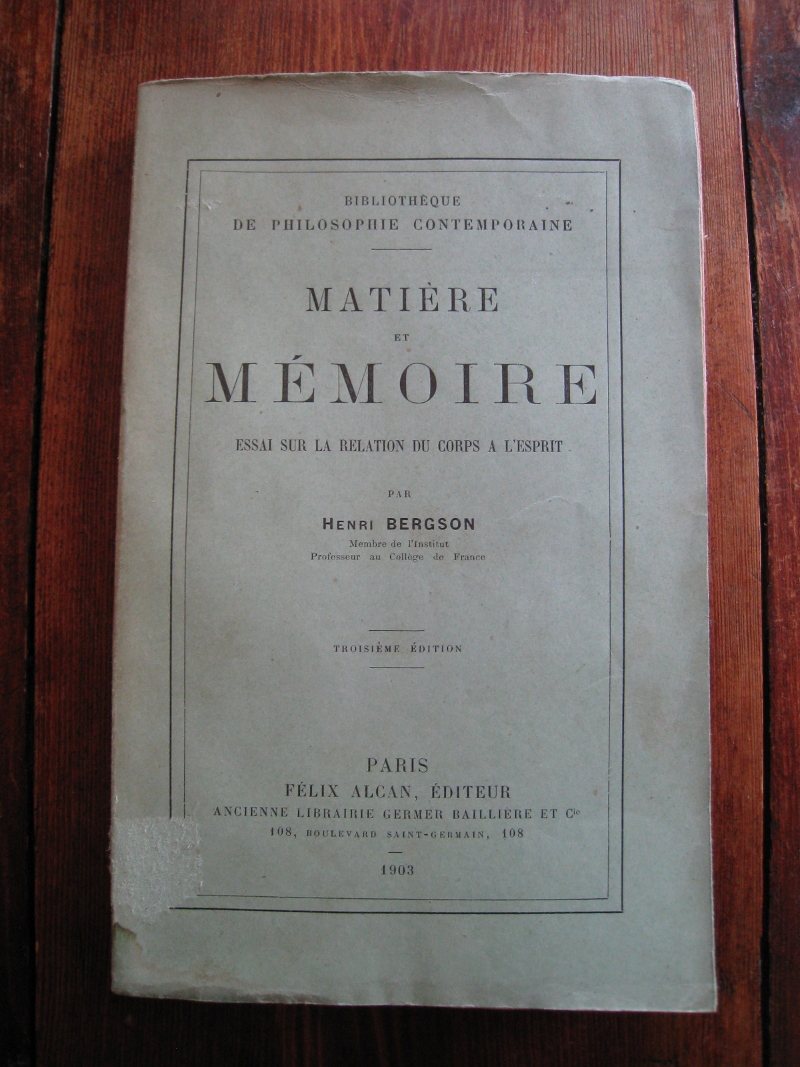 BIBLIOTHÈQUE
DE PHILOSOPHIE CONTEMPORAINE
MATIÈRE
ET
MÉMOIRE
ESSAI SUR LA RELATION DU CORPS A L'ESPRIT
PAR
HENRI BERGSON
Membre de l'Institut
Professeur au Collège de France
TROISIÈME ÉDITION
PARIS
FÉLIX ALCAN, ÉDITEUR
ANCIENNE LIBRAIRIE GERMER BAILLIÈRE ET Cie
108, BOULEVARD SAINT-GERMAIN, 108
1903